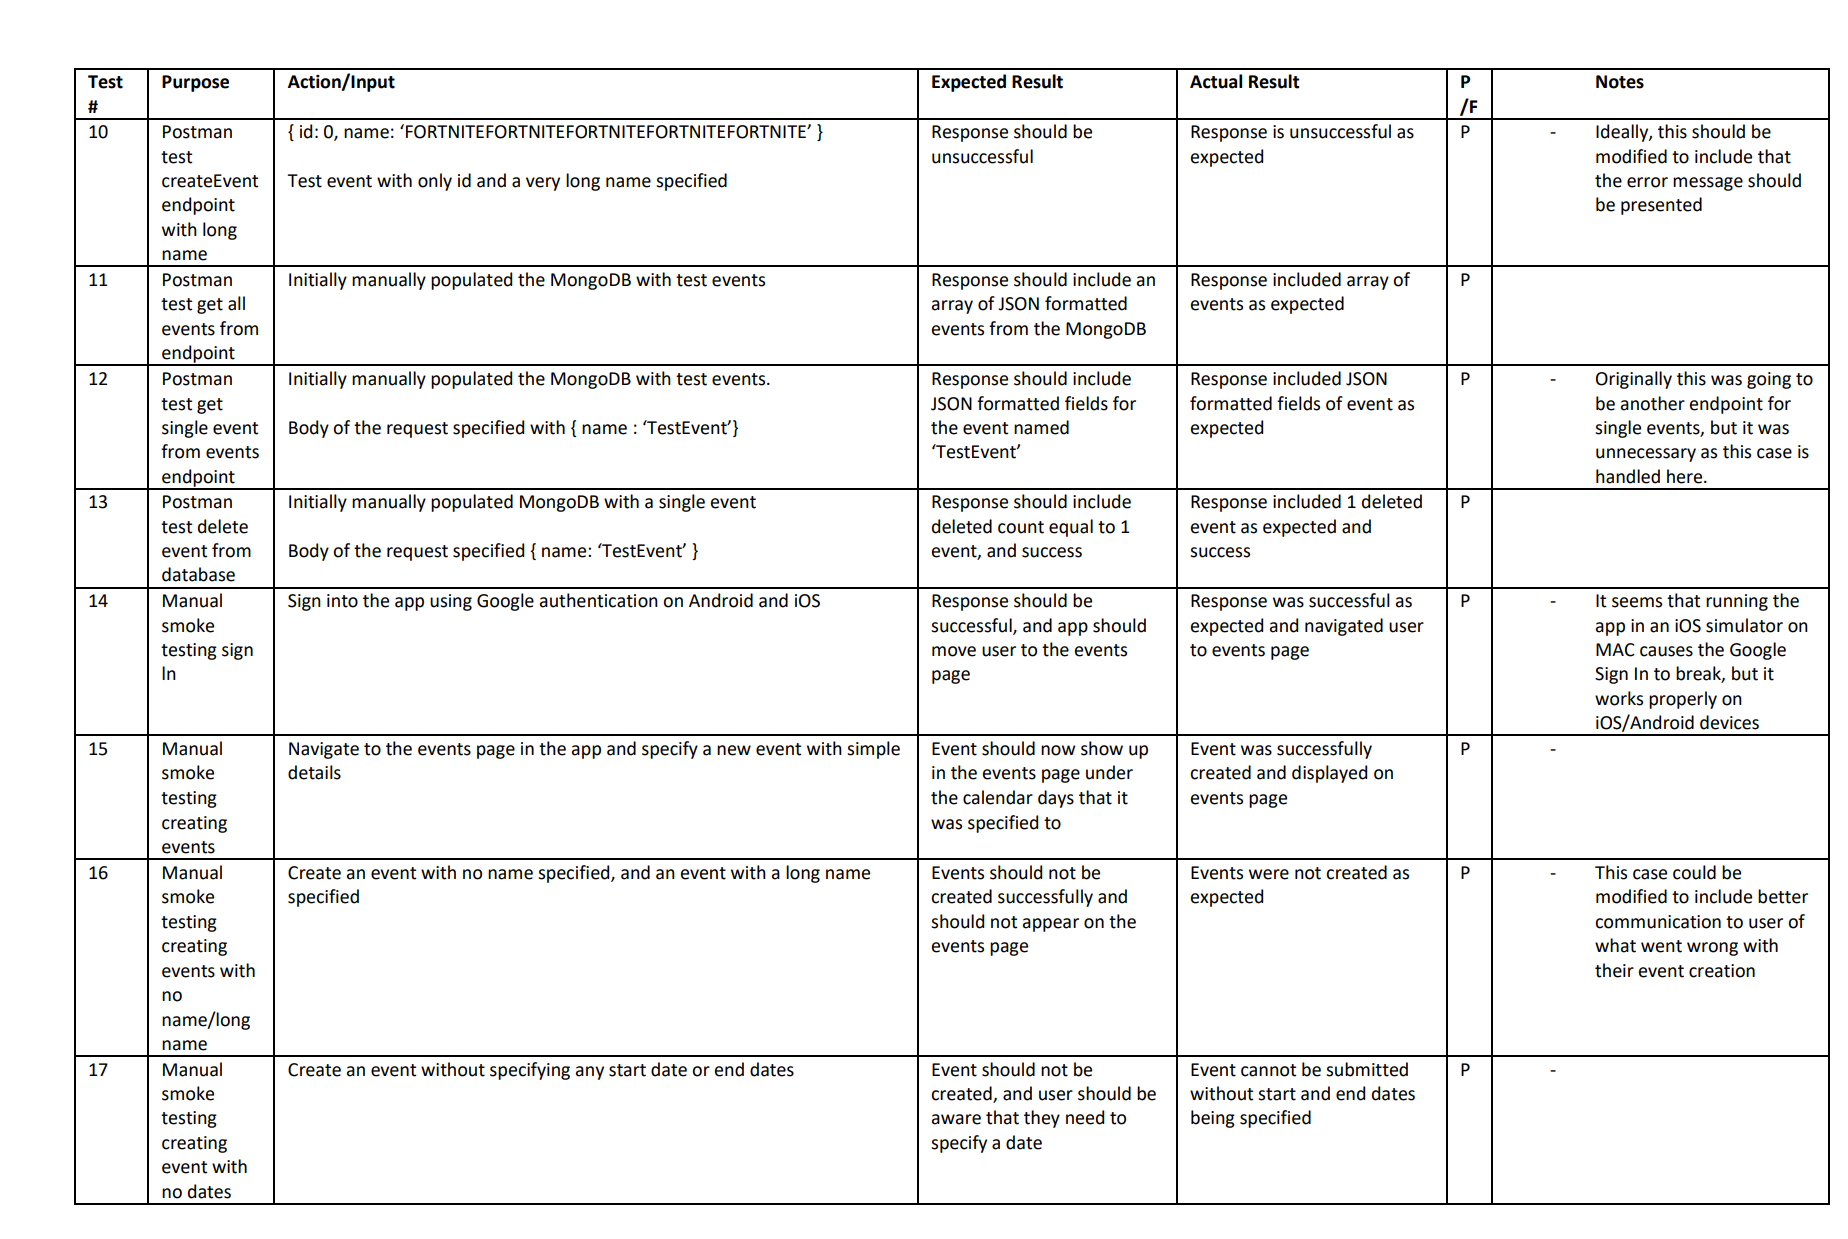 Test
#
Purpose
Action/Input
Expected Result
Actual Result
P
/F
Notes
10
Postman
test
createEvent
endpoint
with long
name
{ id: 0, name: ‘FORTNITEFORTNITEFORTNITEFORTNITEFORTNITE’ }
Test event with only id and a very long name specified
Response should be
unsuccessful
Response is unsuccessful as
expected
P
- Ideally, this should be
modified to include that
the error message should
be presented
11
Postman
test get all
events from
endpoint
Initially manually populated the MongoDB with test events
Response should include an
array of JSON formatted
events from the MongoDB
Response included array of
events as expected
P
12
Postman
test get
single event
from events
endpoint
Initially manually populated the MongoDB with test events.
Body of the request specified with { name : ‘TestEvent’}
Response should include
JSON formatted fields for
the event named
‘TestEvent’
Response included JSON
formatted fields of event as
expected
P
- Originally this was going to
be another endpoint for
single events, but it was
unnecessary as this case is
handled here.
13
Postman
test delete
event from
database
Initially manually populated MongoDB with a single event
Body of the request specified { name: ‘TestEvent’ }
Response should include
deleted count equal to 1
event, and success
Response included 1 deleted
event as expected and
success
P
14
Manual
smoke
testing sign
In
Sign into the app using Google authentication on Android and iOS
Response should be
successful, and app should
move user to the events
page
Response was successful as
expected and navigated user
to events page
P
- It seems that running the
app in an iOS simulator on
MAC causes the Google
Sign In to break, but it
works properly on
iOS/Android devices
15
Manual
smoke
testing
creating
events
Navigate to the events page in the app and specify a new event with simple
details
Event should now show up
in the events page under
the calendar days that it
was specified to
Event was successfully
created and displayed on
events page
P
-
16
Manual
smoke
testing
creating
events with
no
name/long
name
Create an event with no name specified, and an event with a long name
specified
Events should not be
created successfully and
should not appear on the
events page
Events were not created as
expected
P
- This case could be
modified to include better
communication to user of
what went wrong with
their event creation
17
Manual
smoke
testing
creating
event with
no dates
Create an event without specifying any start date or end dates
Event should not be
created, and user should be
aware that they need to
specify a date
Event cannot be submitted
without start and end dates
being specified
P
-